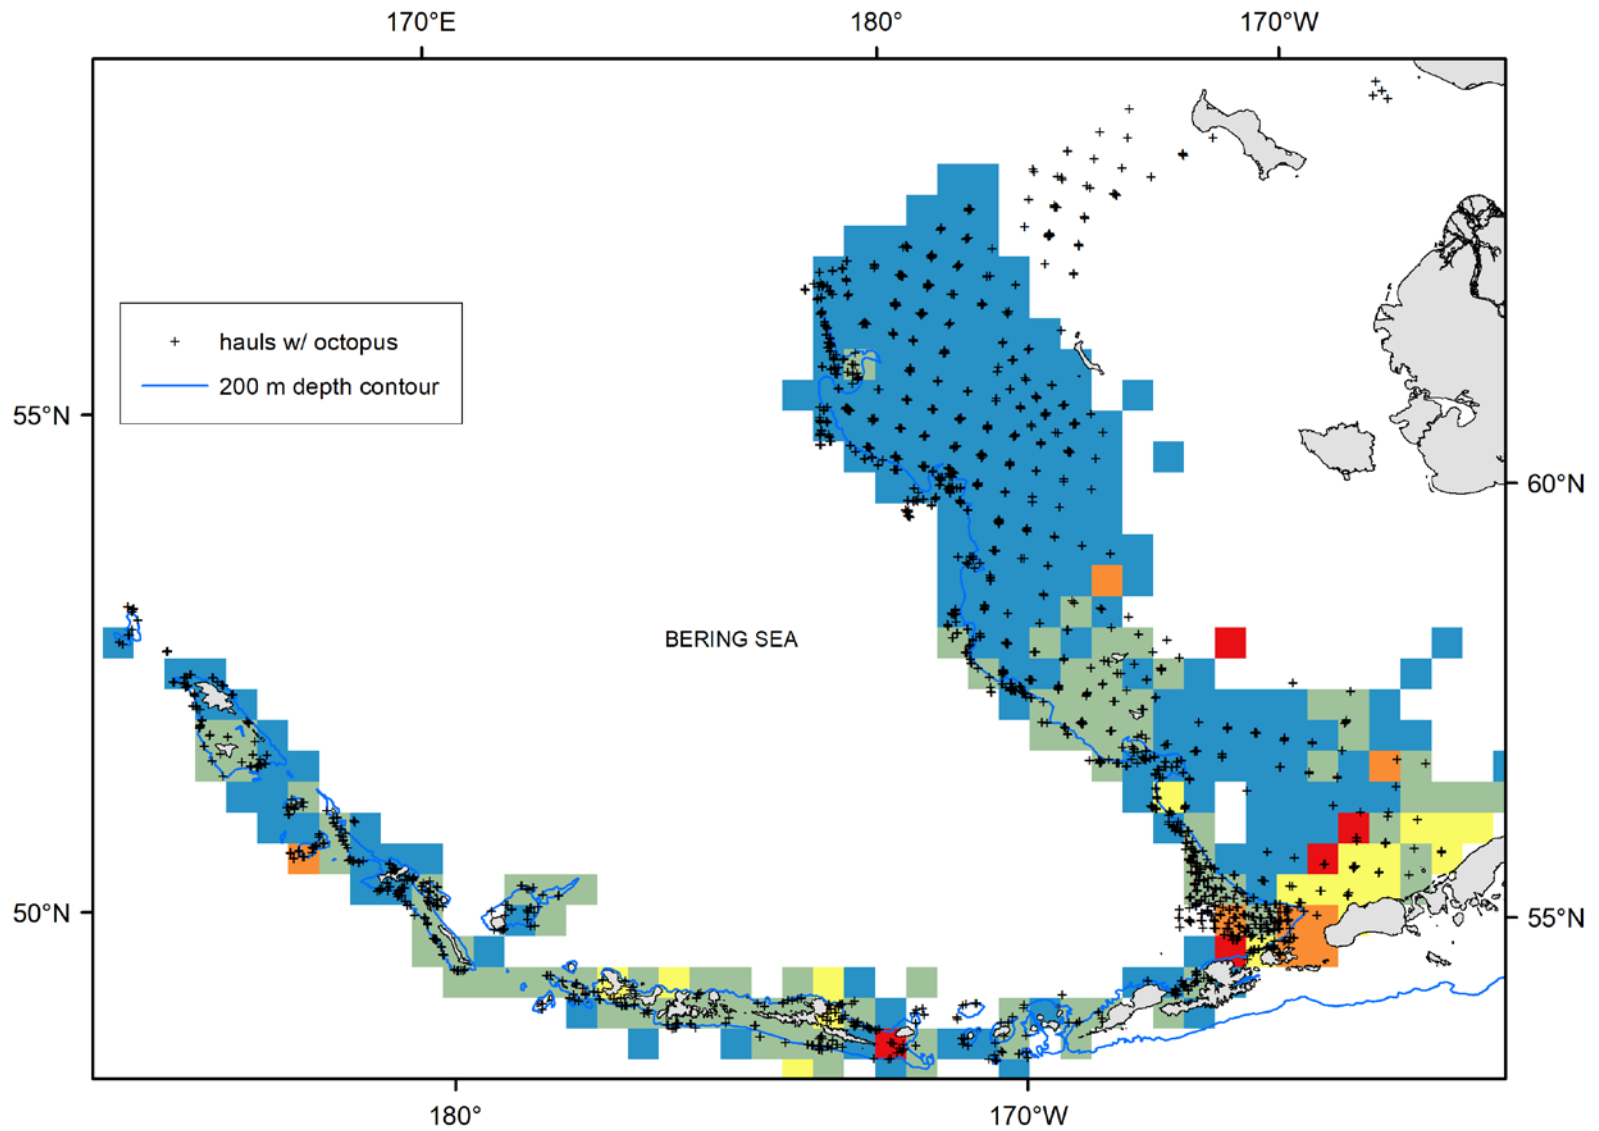 170°E 180° 170°W
hauls w/ octopus
200 m depth contour
55°N
60°N
BERING SEA
50°N
55°N
180° 170°W